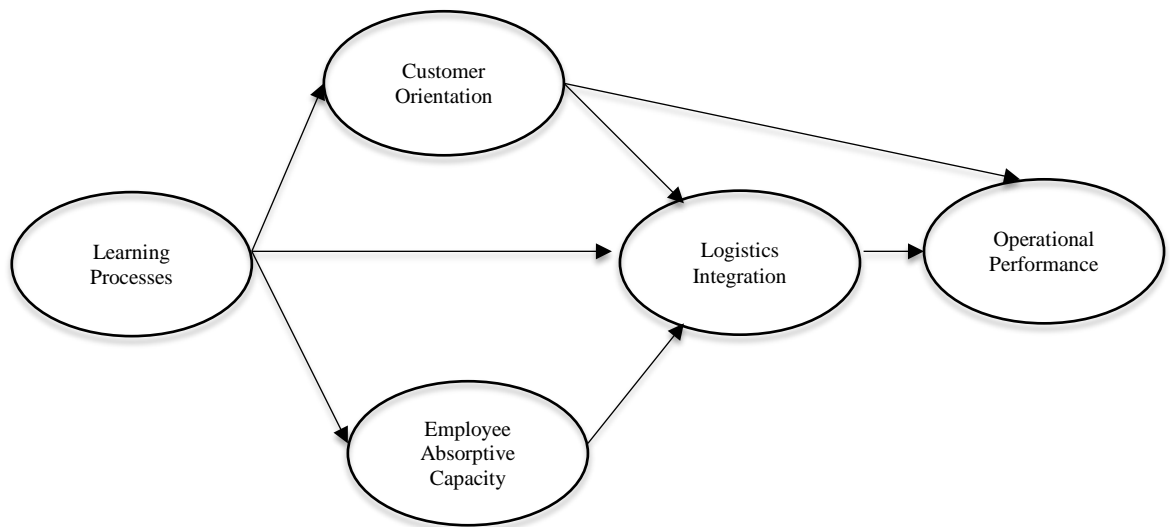 Customer
Orientation
Learning
Processes
Logistics
Integration
Operational
Performance
Employee
Absorptive
Capacity